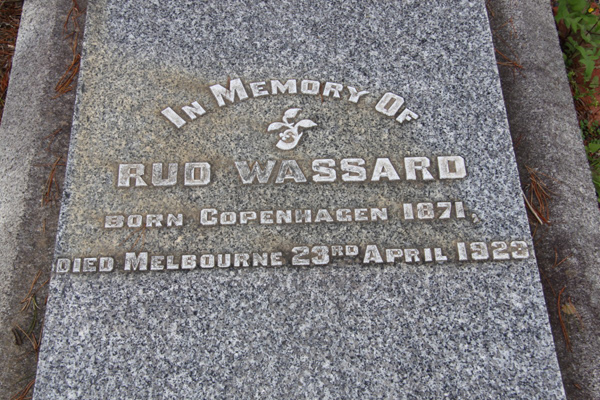 In Memory Of
RUD WASSARD
BORN COPENHAGEN 1871,
DIED MELBOURNE 23RD APRIL 1923